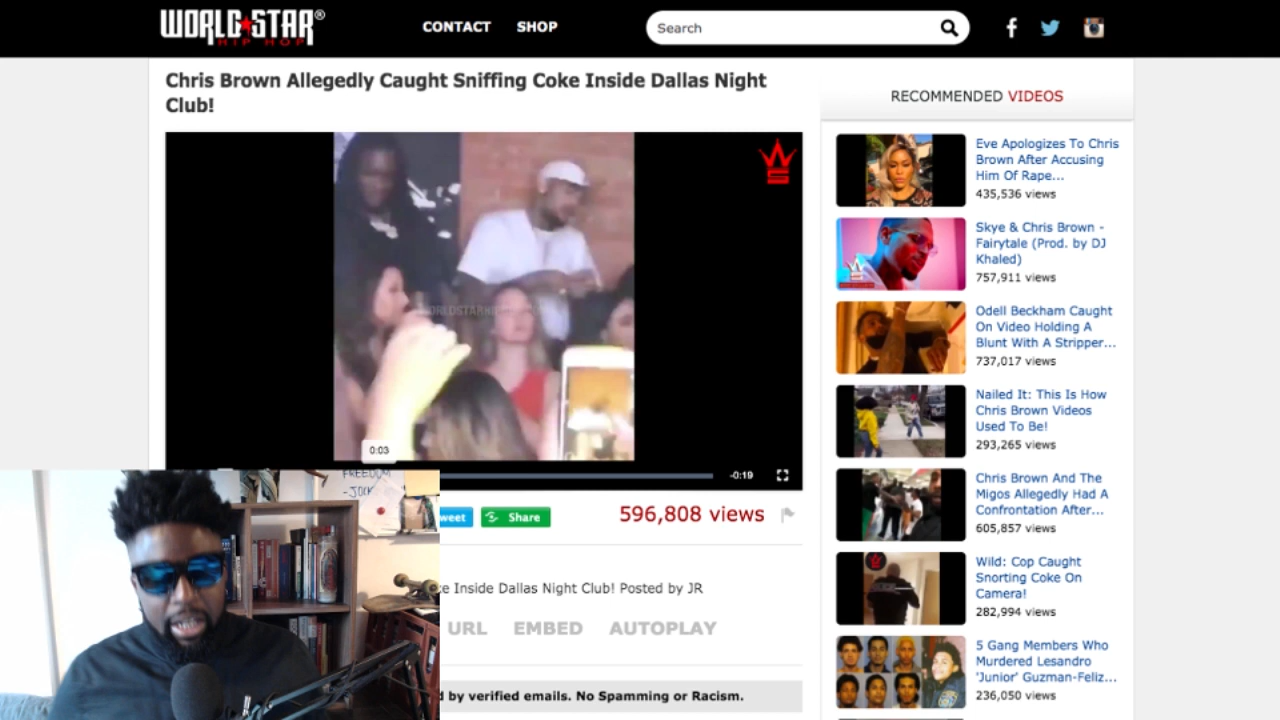 WORLDSTAR®
HIP HOP
CONTACT
SHOP
Search
Chris Brown Allegedly Caught Sniffing Coke Inside Dallas Night
Club!
WORLDSTARHIPHOP
0:03
-0:19
weet
Share
596,808 views
e Inside Dallas Night Club! Posted by JR
URL
EMBED
AUTOPLAY
d by verified emails. No Spamming or Racism.
FREEDOM
RECOMMENDED VIDEOS
Eve Apologizes To Chris
Brown After Accusing
Him Of Rape...
435,536 views
Skye & Chris Brown -
Fairytale (Prod. by DJ
Khaled)
757,911 views
Odell Beckham Caught
On Video Holding A
Blunt With A Stripper...
737,017 views
Nailed It: This Is How
Chris Brown Videos
Used To Be!
293,265 views
Chris Brown And The
Migos Allegedly Had A
Confrontation After...
605,857 views
Wild: Cop Caught
Snorting Coke On
Camera!
282,994 views
5 Gang Members Who
Murdered Lesandro
'Junior' Guzman-Feliz...
236,050 views